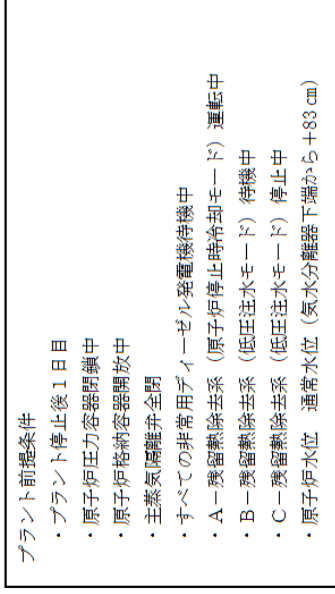 プラント前提条件
・プラント停止後1日目
・原子炉圧力容器閉鎖中
・原子炉格納容器開放中
・主蒸気隔離弁全閉
・すべての非常用ディーゼル発電機待機中
・A－残留熱除去系（原子炉停止時冷却モード）運転中
・B－残留熱除去系（低圧注水モード）待機中
・C－残留熱除去系（低圧注水モード）停止中
・原子炉水位　通常水位（気水分離器下端から＋83 cm）